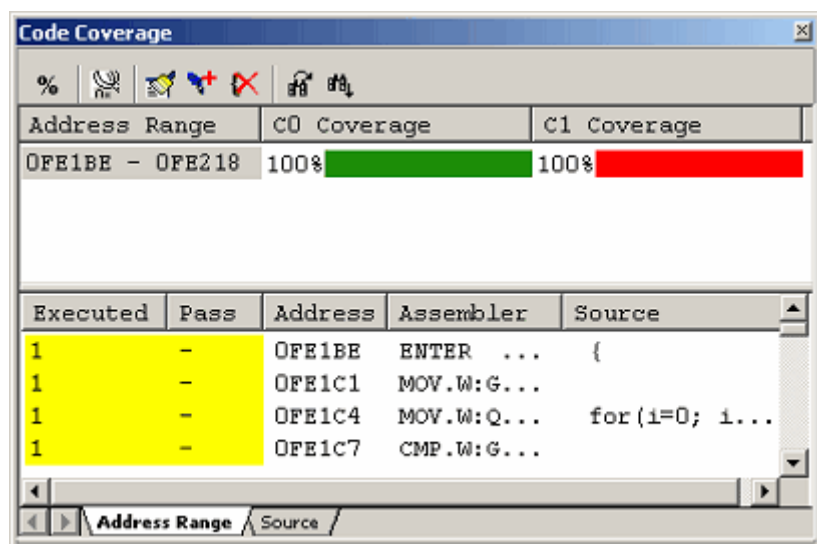 Code Coverage
%
Address Range C0 Coverage C1 Coverage
0FE1BE - 0FE218 100% 100%
Executed Pass Address Assembler Source
1 - 0FE1BE ENTER ... {
1 - 0FE1C1 MOV.W:G...
1 - 0FE1C4 MOV.W:Q... for(i=0; i...
1 - 0FE1C7 CMP.W:G...
Address Range Source